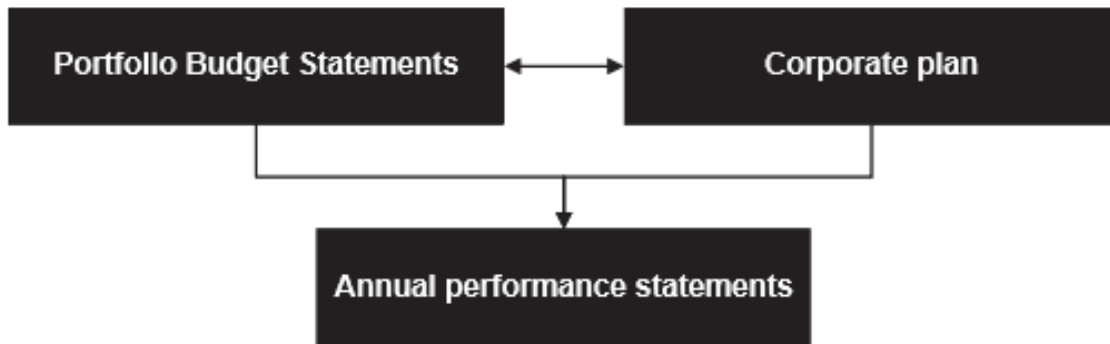 Portfolio Budget Statements
Corporate plan
Annual performance statements